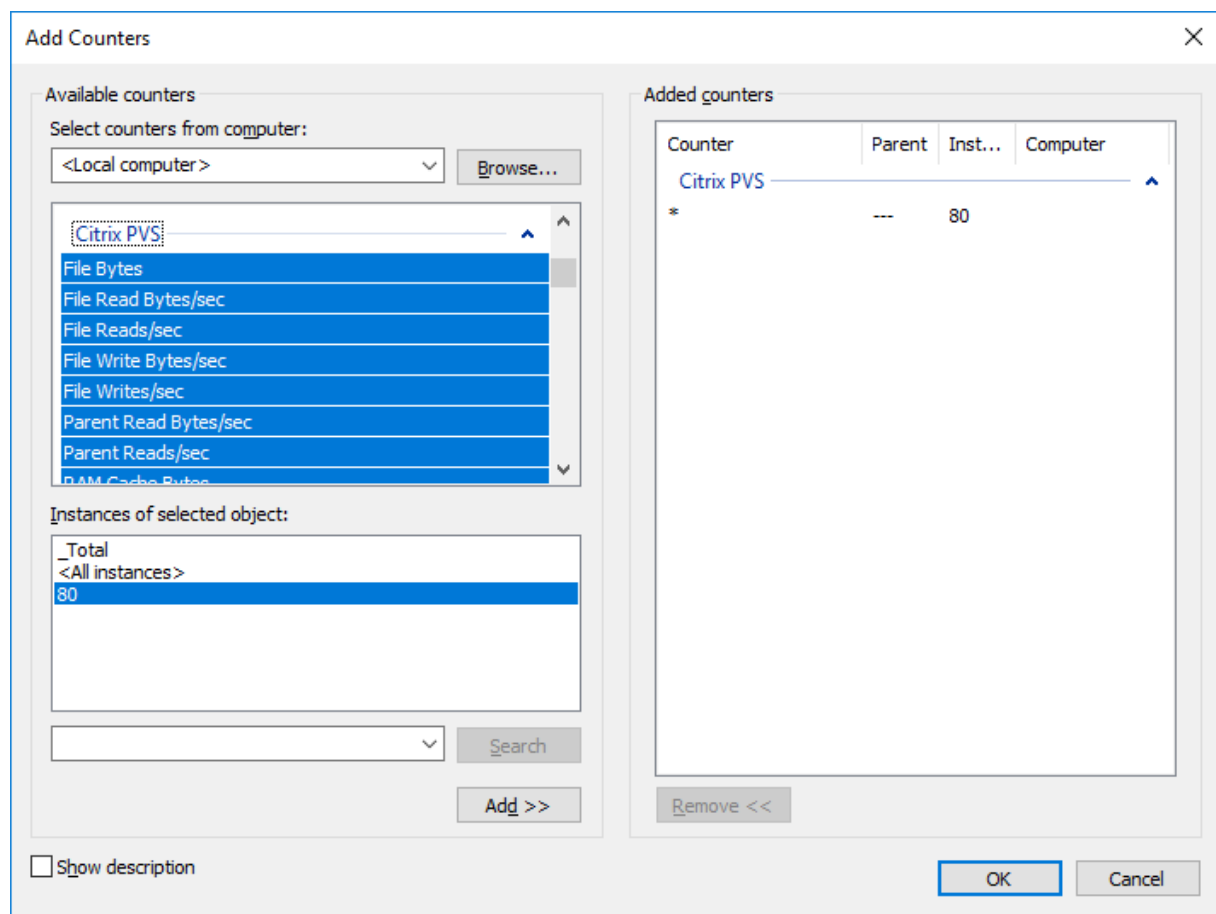 Add Counters
Available counters
Select counters from computer:
<Local computer>
Browse...
Citrix PVS
File Bytes
File Read Bytes/sec
File Reads/sec
File Write Bytes/sec
File Writes/sec
Parent Read Bytes/sec
Parent Reads/sec
RAM Cache Bytes
Instances of selected object:
_Total
<All instances>
80
Search
Add >>
Show description
Added counters
Counter Parent Inst... Computer
Citrix PVS
* --- 80
Remove <<
OK Cancel